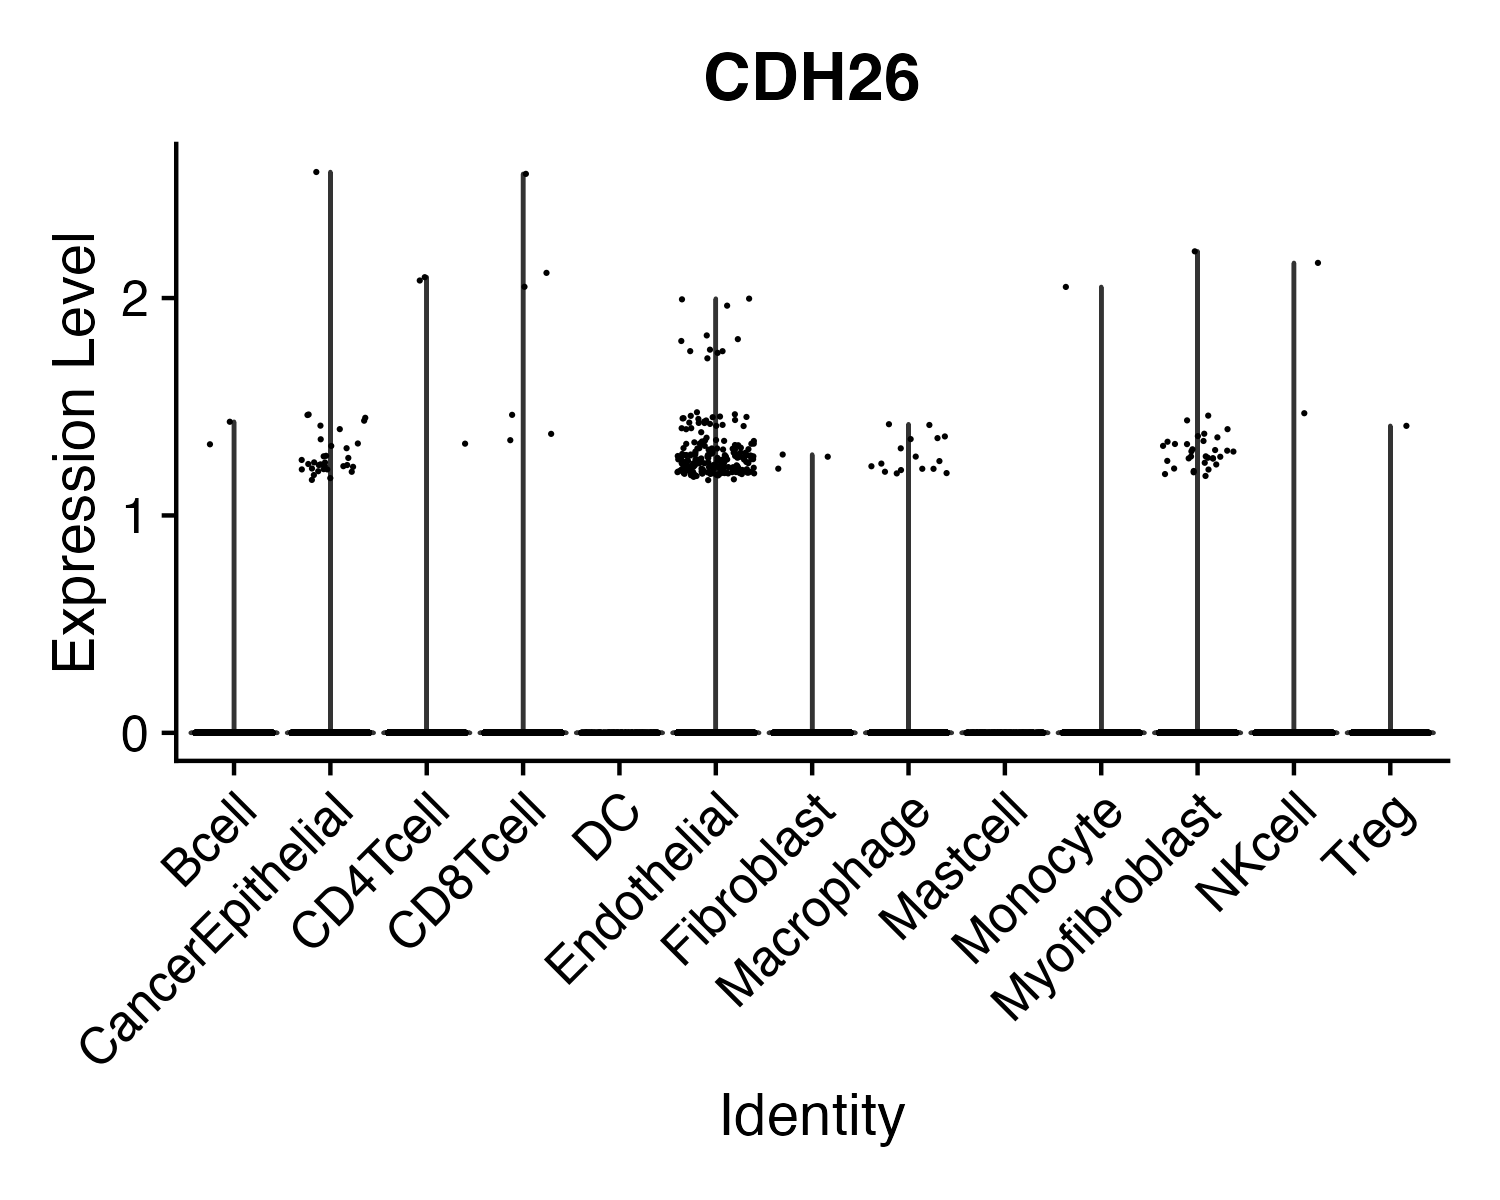 CDH26
Expression Level
2
1
0
Bcell
CancerEpithelial
CD4Tcell
CD8Tcell
DC
Endothelial
Fibroblast
Macrophage
Mastcell
Monocyte
Myofibroblast
NKcell
Treg
Identity